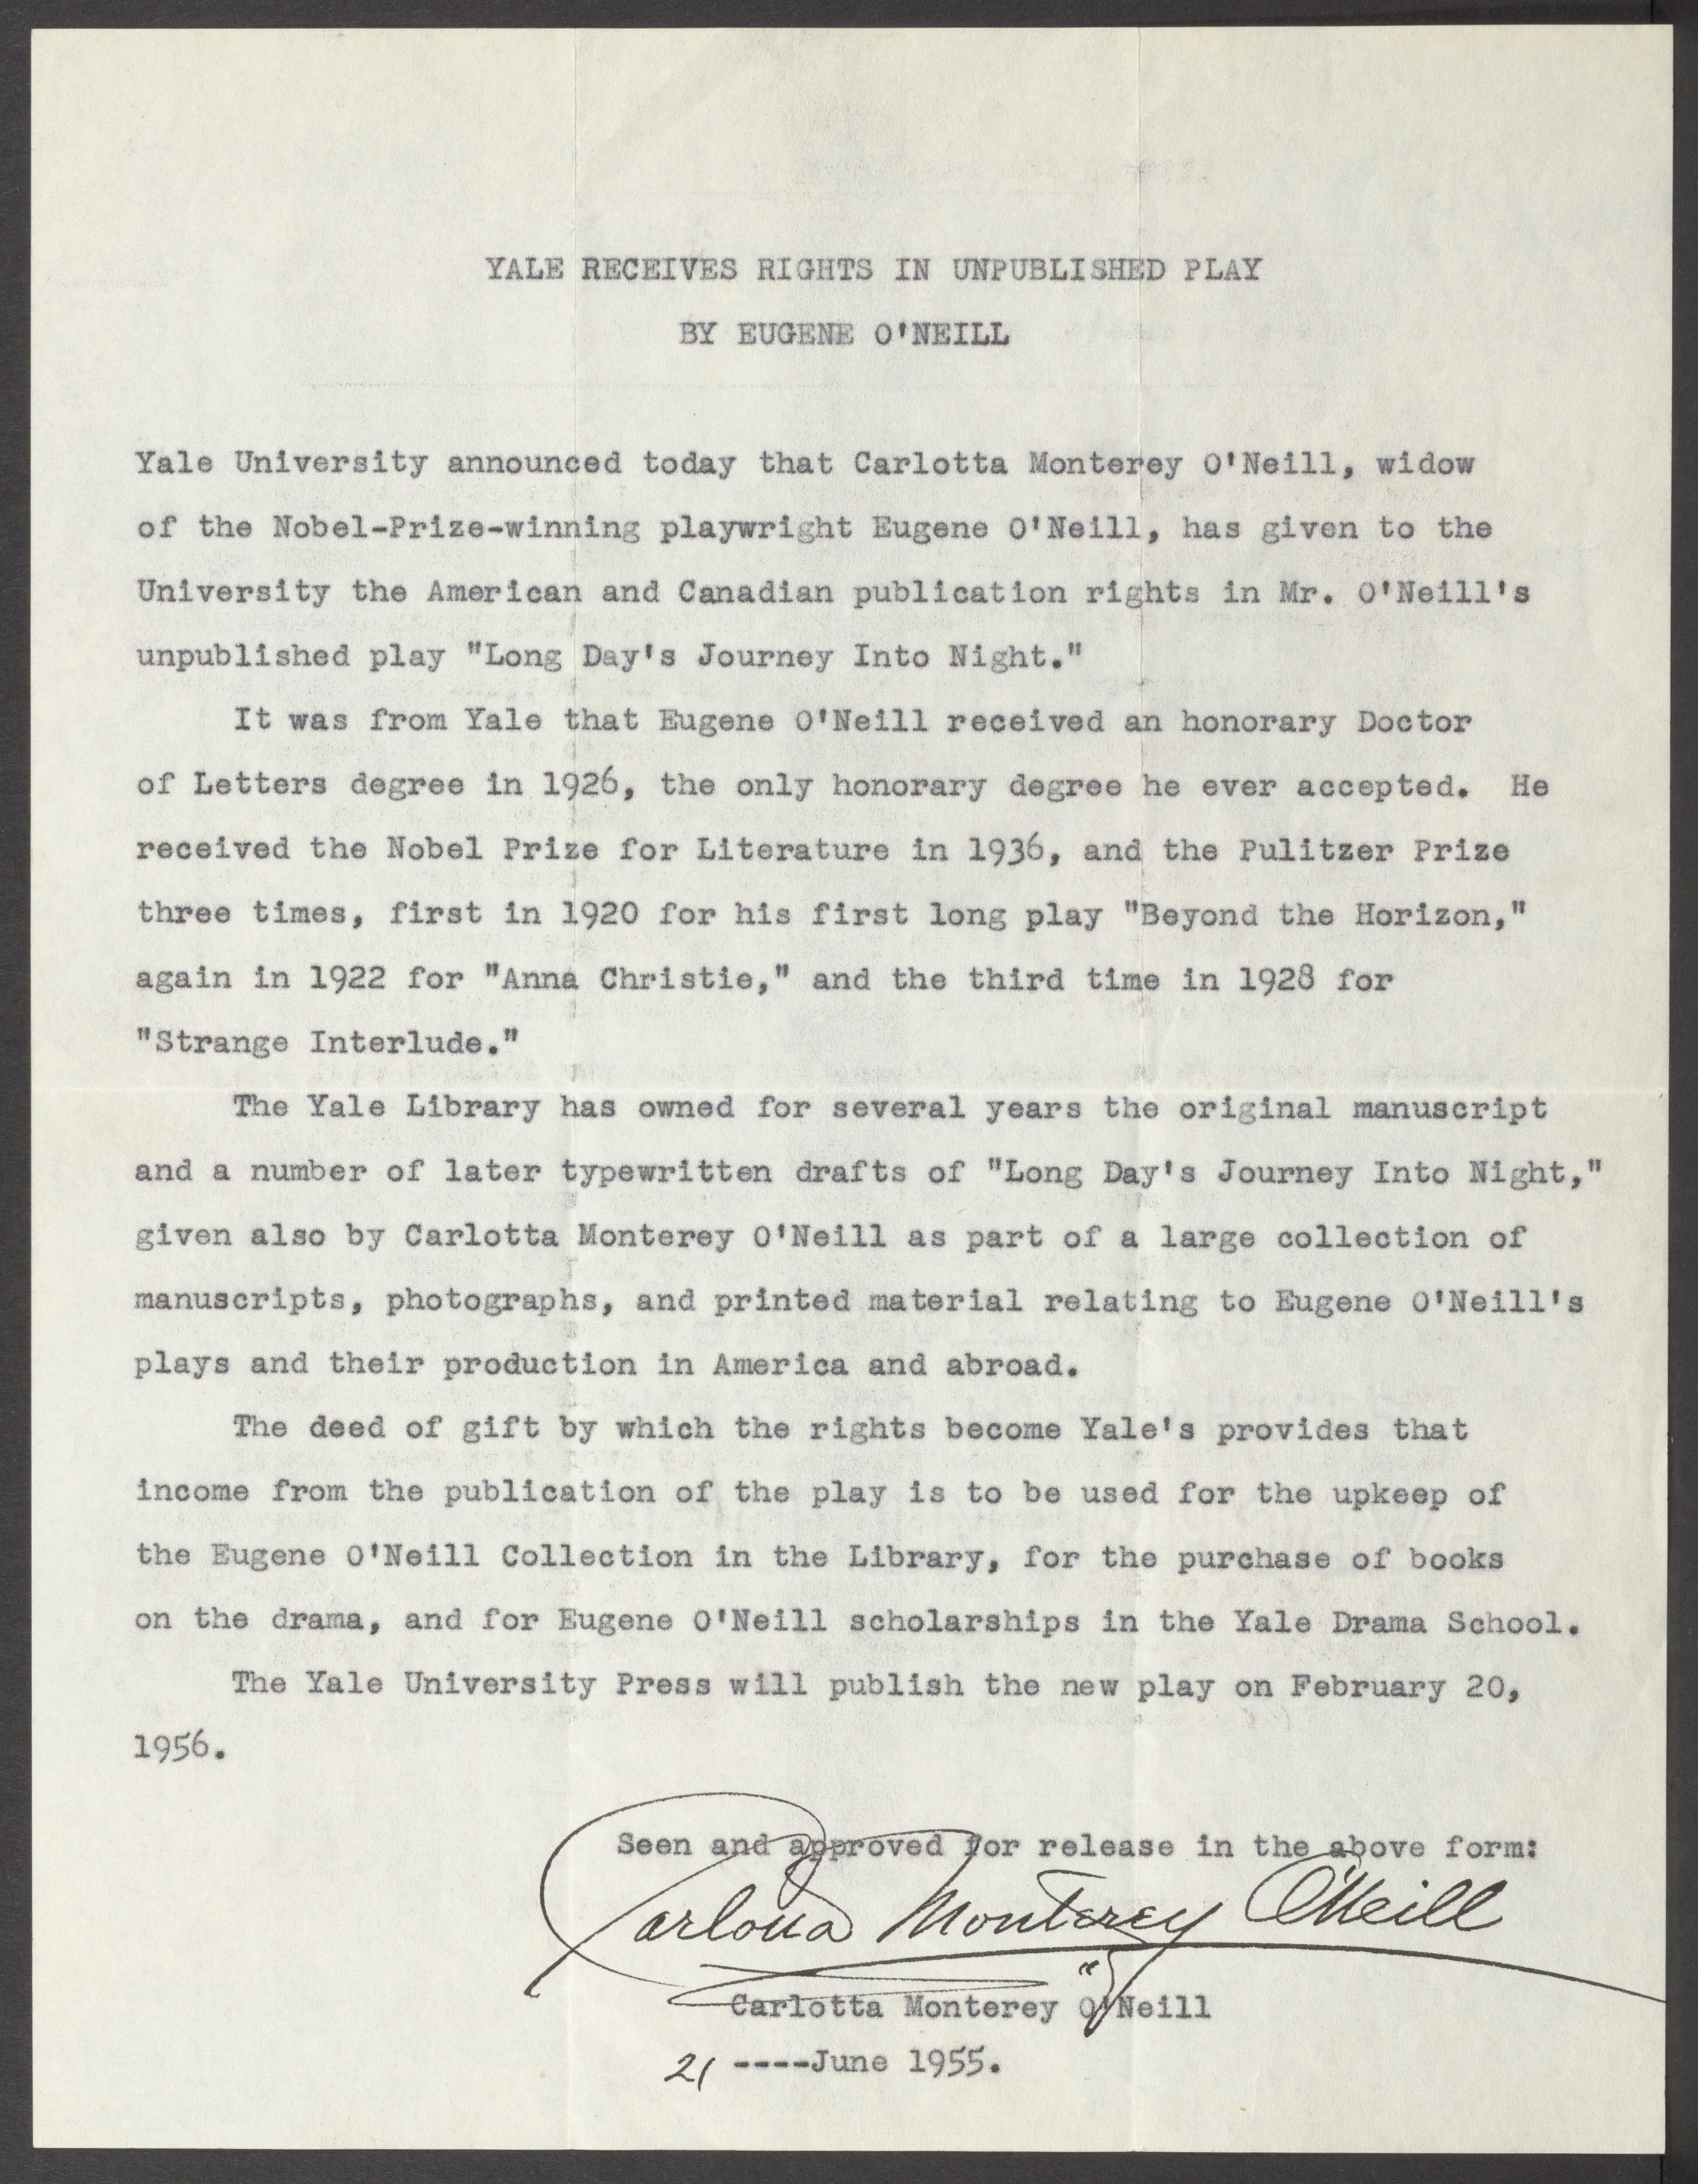 YALE RECEIVES RIGHTS IN UNPUBLISHED PLAY
BY EUGENE O'NEILL
Yale University announced today that Carlotta Monterey O'Neill, widow
of the Nobel-Prize-winning playwright Eugene O'Neill, has given to the
University the American and Canadian publication rights in Mr. O'Neill's
unpublished play "Long Day's Journey Into Night."
It was from Yale that Eugene O'Neill received an honorary Doctor
of Letters degree in 1926, the only honorary degree he ever accepted. He
received the Nobel Prize for Literature in 1936, and the Pulitzer Prize
three times, first in 1920 for his first long play "Beyond the Horizon,"
again in 1922 for "Anna Christie," and the third time in 1928 for
"Strange Interlude."
The Yale Library has owned for several years the original manuscript
and a number of later typewritten drafts of "Long Day's Journey Into Night,"
given also by Carlotta Monterey O'Neill as part of a large collection of
manuscripts, photographs, and printed material relating to Eugene O'Neill's
plays and their production in America and abroad.
The deed of gift by which the rights become Yale's provides that
income from the publication of the play is to be used for the upkeep of
the Eugene O'Neill Collection in the Library, for the purchase of books
on the drama, and for Eugene O'Neill scholarships in the Yale Drama School.
The Yale University Press will publish the new play on February 20,
1956.
Seen and approved for release in the above form:
Carlotta Monterey O'Neill
Carlotta Monterey O'Neill
21 ----June 1955.